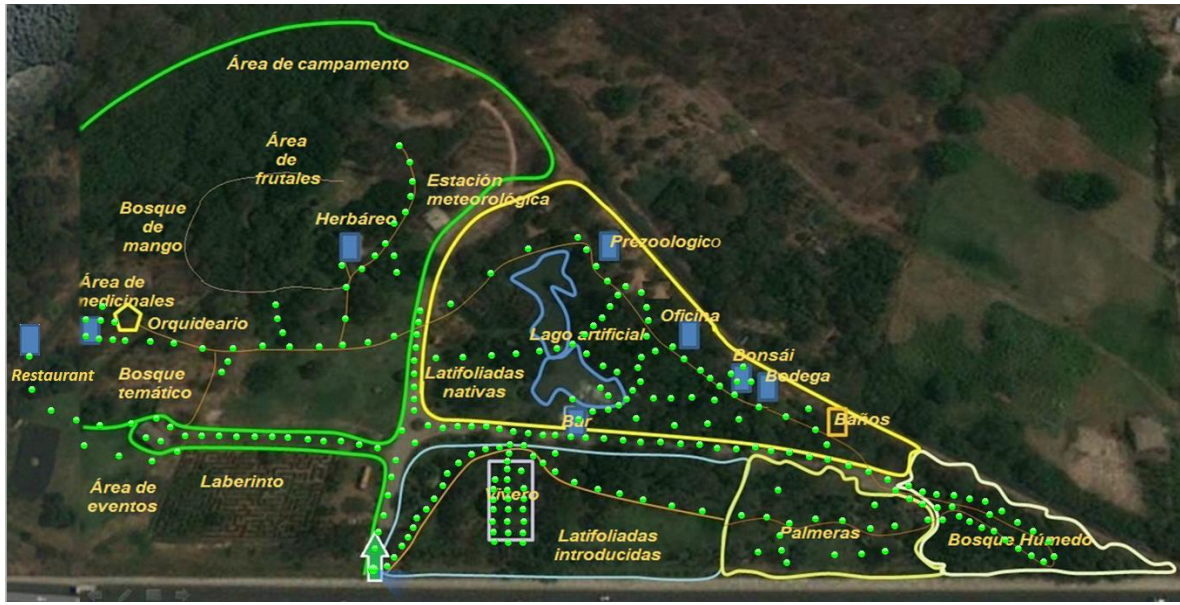 Área de campamento
Área
de
frutales
Estación
meteorológica
Bosque
de
mango
Herbáreo
Prezoologico
Área de
medicinales
Orquideario
Oficina
Lago artificial
Restaurant
Bosque
temático
Latifoliadas
nativas
Bonsái
Bodega
Bar
Baños
Laberinto
Área de
eventos
Vivero
Latifoliadas
introducidas
Palmeras
Bosque Húmedo